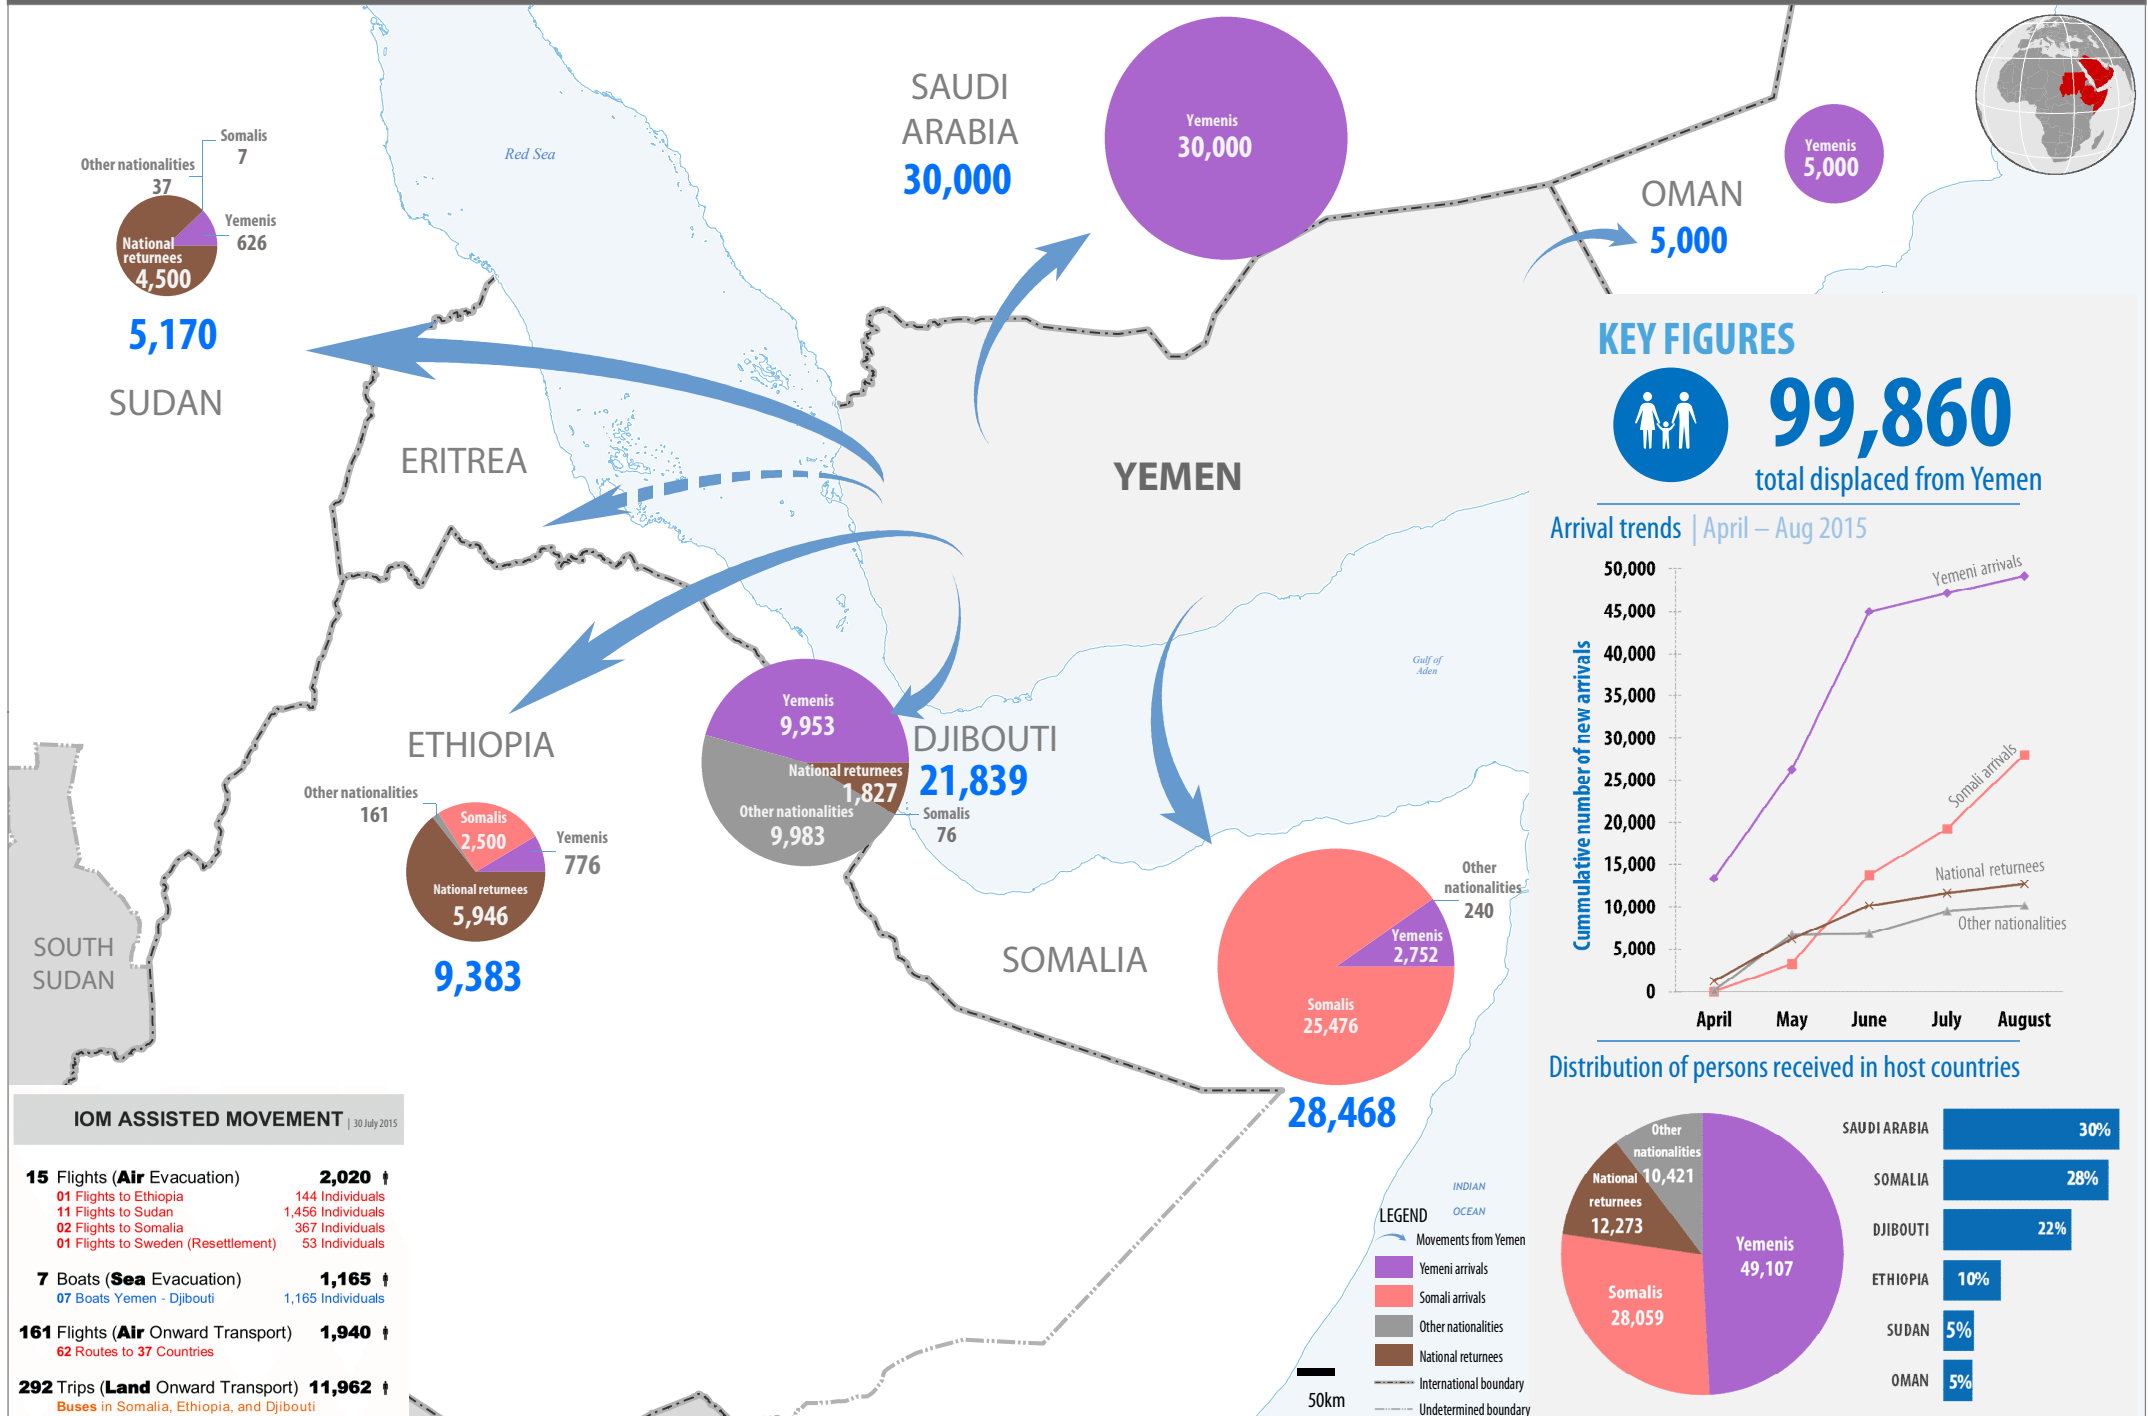 SAUDI
ARABIA
30,000
Yemenis
30,000
Yemenis
5,000
OMAN
5,000
Red Sea
Somalis
7
Other nationalities
37
Yemenis
626
National
returnees
4,500
5,170
SUDAN
ERITREA
YEMEN
Gulf of
Aden
ETHIOPIA
Other nationalities
161
Somalis
2,500
Yemenis
776
National returnees
5,946
9,383
Yemenis
9,953
National returnees
1,827
Other nationalities
9,983
Somalis
76
DJIBOUTI
21,839
SOUTH
SUDAN
SOMALIA
Other
nationalities
240
Yemenis
2,752
Somalis
25,476
28,468
INDIAN
OCEAN
KEY FIGURES
99,860
total displaced from Yemen
Arrival trends | April – Aug 2015
Cummulative number of new arrivals
50,000
45,000
40,000
35,000
30,000
25,000
20,000
15,000
10,000
5,000
0
Yemeni arrivals
Somali arrivals
National returnees
Other nationalities
April May June July August
Distribution of persons received in host countries
Other
nationalities
10,421
National
returnees
12,273
Yemenis
49,107
Somalis
28,059
SAUDI ARABIA 30%
SOMALIA 28%
DJIBOUTI 22%
ETHIOPIA 10%
SUDAN 5%
OMAN 5%
IOM ASSISTED MOVEMENT | 30 July 2015
15 Flights (Air Evacuation) 2,020
01 Flights to Ethiopia 144 Individuals
11 Flights to Sudan 1,456 Individuals
02 Flights to Somalia 367 Individuals
01 Flights to Sweden (Resettlement) 53 Individuals
7 Boats (Sea Evacuation) 1,165
07 Boats Yemen - Djibouti 1,165 Individuals
161 Flights (Air Onward Transport) 1,940
62 Routes to 37 Countries
292 Trips (Land Onward Transport) 11,962
Buses in Somalia, Ethiopia, and Djibouti
50km
LEGEND
Movements from Yemen
Yemeni arrivals
Somali arrivals
Other nationalities
National returnees
International boundary
Undetermined boundary